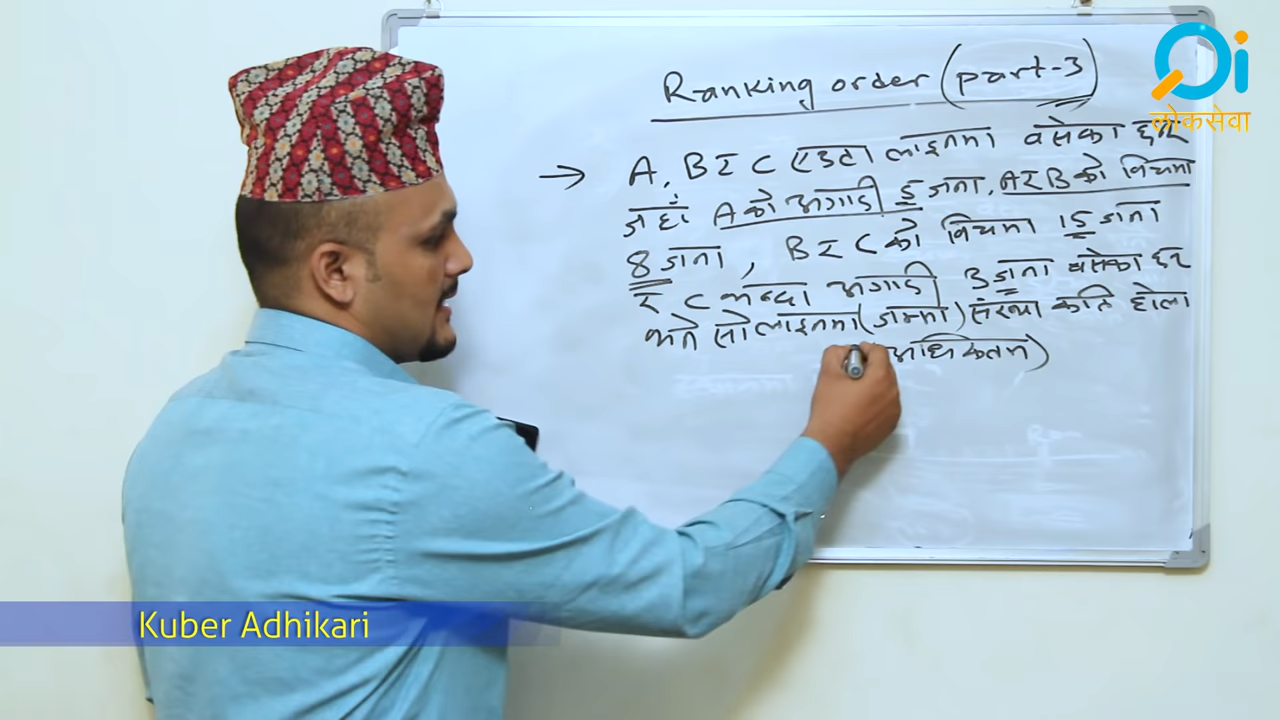 Ranking order (part-3)
→ A, B र C एउटा लाइनमा बसेका छन्
जहाँ A को अगाडी 5 जना, A र B को बिचमा
8 जना, B र C को बिचमा 15 जना
र C भन्दा अगाडी 3 जना बसेका छन्
भने सो लाइनमा (जम्मा) संख्या कति होला
(अधिकतम)
Oi
लोकसेवा
Kuber Adhikari